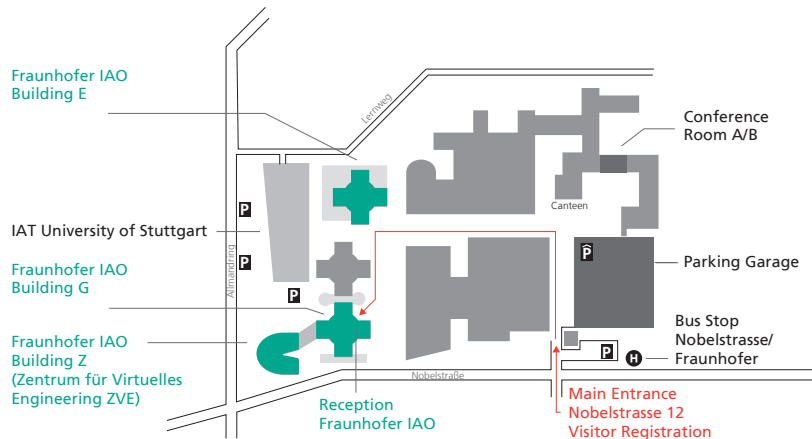 Fraunhofer IAO
Building E
Lernweg
Conference
Room A/B
Canteen
P
IAT University of Stuttgart
Allmandring
P
P
Parking Garage
Fraunhofer IAO
Building G
P
Bus Stop
Nobelstrasse/
Fraunhofer
Fraunhofer IAO
Building Z
(Zentrum für Virtuelles
Engineering ZVE)
P
H
Nobelstraße
Reception
Fraunhofer IAO
Main Entrance
Nobelstrasse 12
Visitor Registration